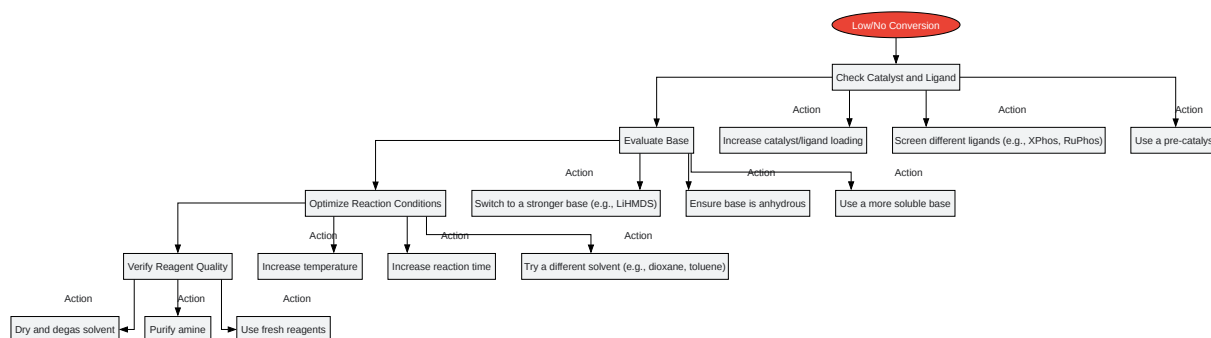 Low/No Conversion
Check Catalyst and Ligand
Action
Action
Action
Evaluate Base
Increase catalyst/ligand loading
Screen different ligands (e.g., XPhos, RuPhos)
Use a pre-catalyst
Action
Action
Action
Optimize Reaction Conditions
Switch to a stronger base (e.g., LiHMDS)
Ensure base is anhydrous
Use a more soluble base
Action
Action
Action
Verify Reagent Quality
Increase temperature
Increase reaction time
Try a different solvent (e.g., dioxane, toluene)
Action
Action
Action
Dry and degas solvent
Purify amine
Use fresh reagents